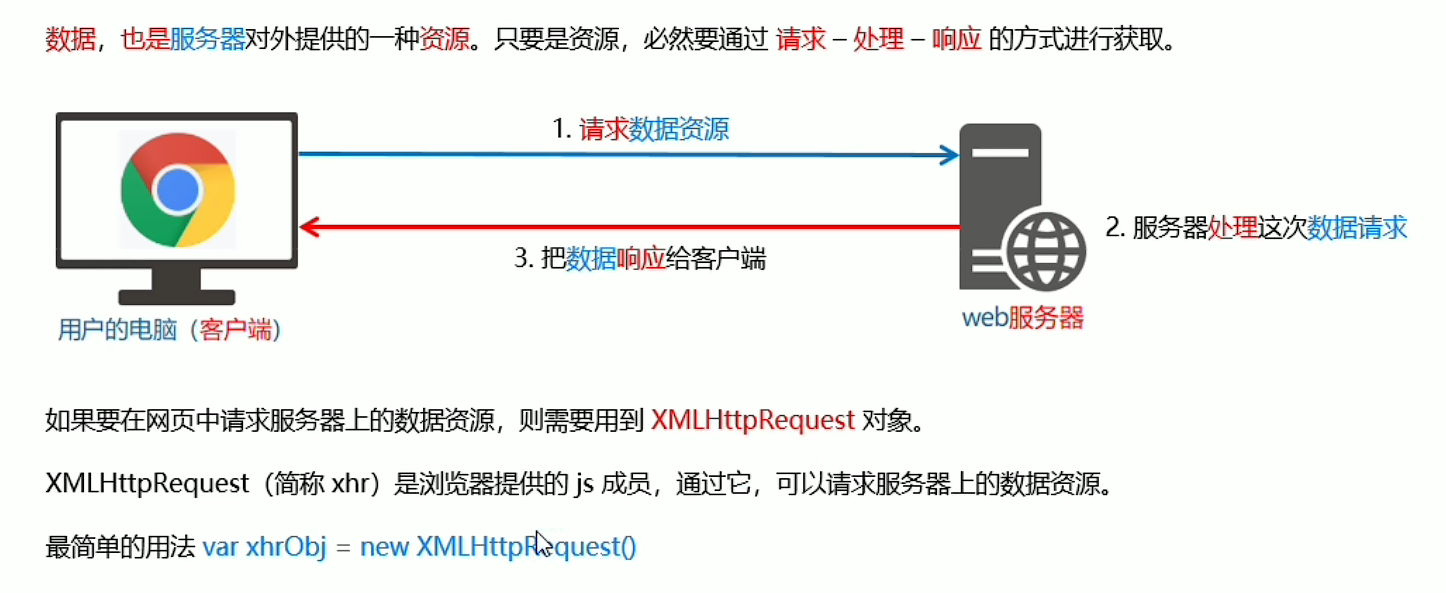 数据，也是服务器对外提供的一种资源。只要是资源，必然要通过 请求 – 处理 – 响应 的方式进行获取。
1. 请求数据资源
2. 服务器处理这次数据请求
3. 把数据响应给客户端
用户的电脑（客户端）
web服务器
如果要在网页中请求服务器上的数据资源，则需要用到 XMLHttpRequest 对象。
XMLHttpRequest（简称 xhr）是浏览器提供的 js 成员，通过它，可以请求服务器上的数据资源。
最简单的用法 var xhrObj = new XMLHttpRequest()